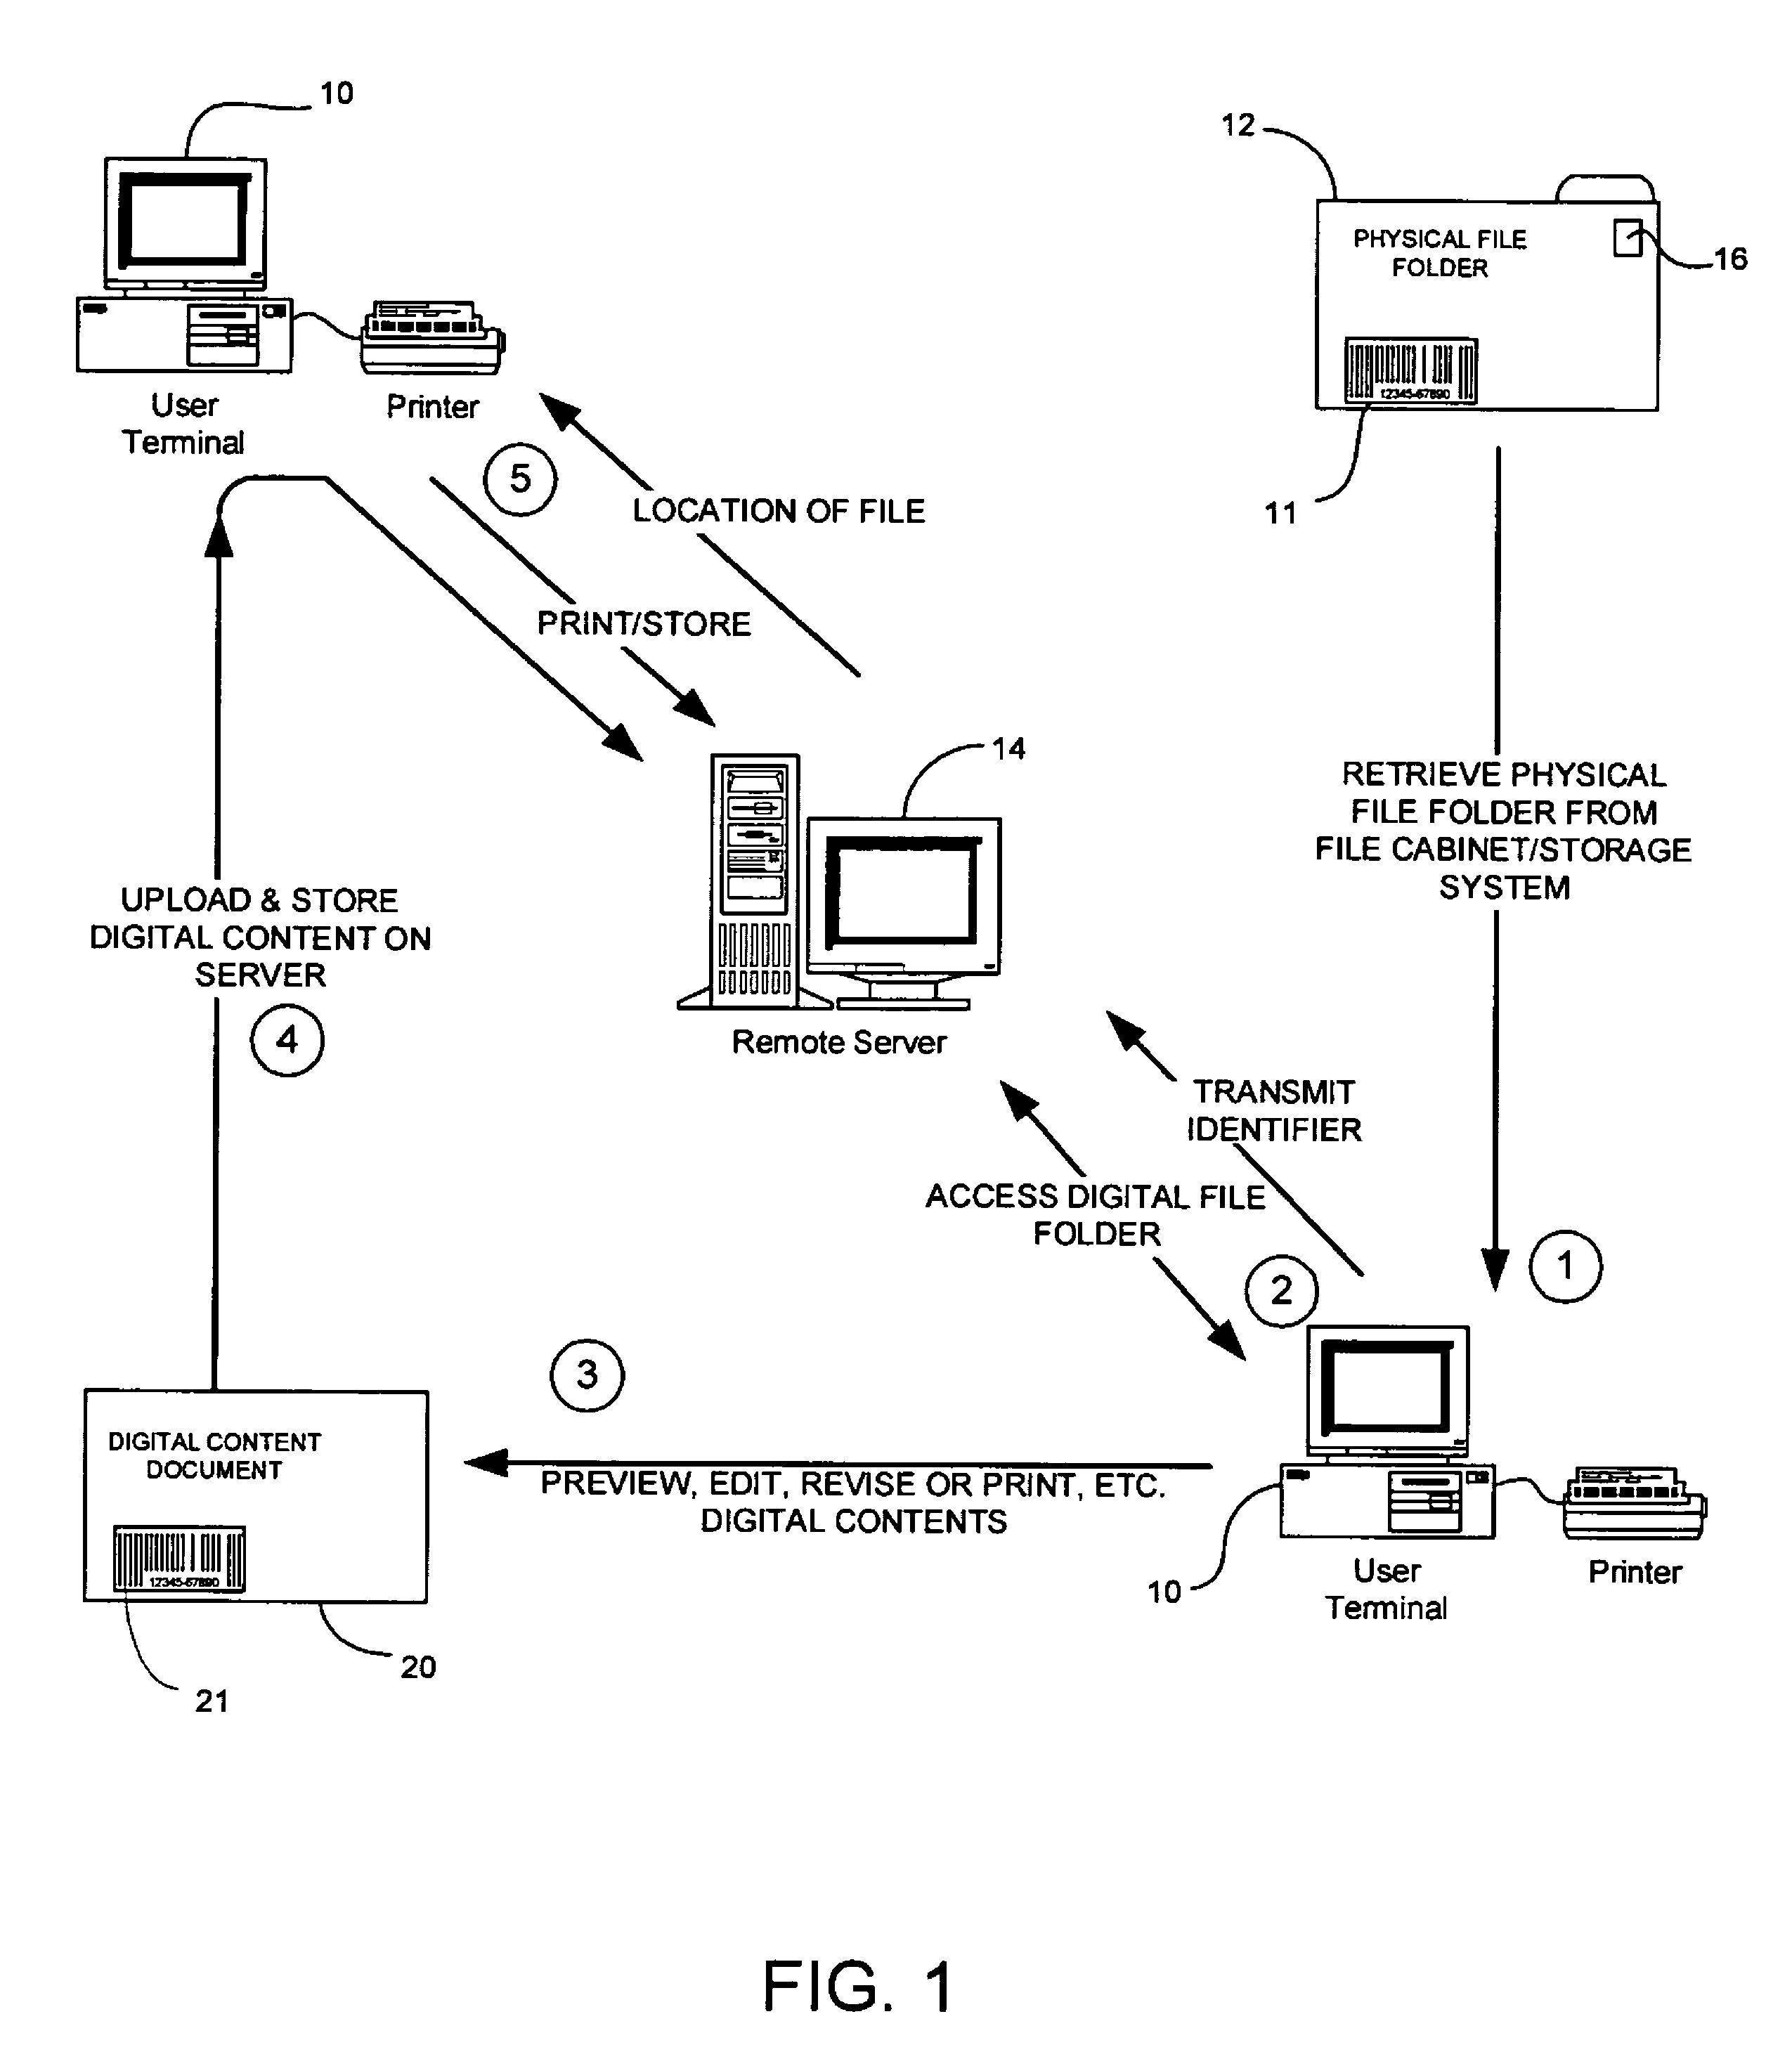 10
12
PHYSICAL FILE
FOLDER
16
12345-67890
11
User
Terminal
Printer
5
LOCATION OF FILE
PRINT/STORE
14
RETRIEVE PHYSICAL
FILE FOLDER FROM
FILE CABINET/STORAGE
SYSTEM
UPLOAD & STORE
DIGITAL CONTENT ON
SERVER
4
Remote Server
TRANSMIT
IDENTIFIER
ACCESS DIGITAL FILE
FOLDER
2
1
3
PREVIEW, EDIT, REVISE OR PRINT, ETC.
DIGITAL CONTENTS
DIGITAL CONTENT
DOCUMENT
12345-67890
20
21
10
User
Terminal
Printer
FIG. 1